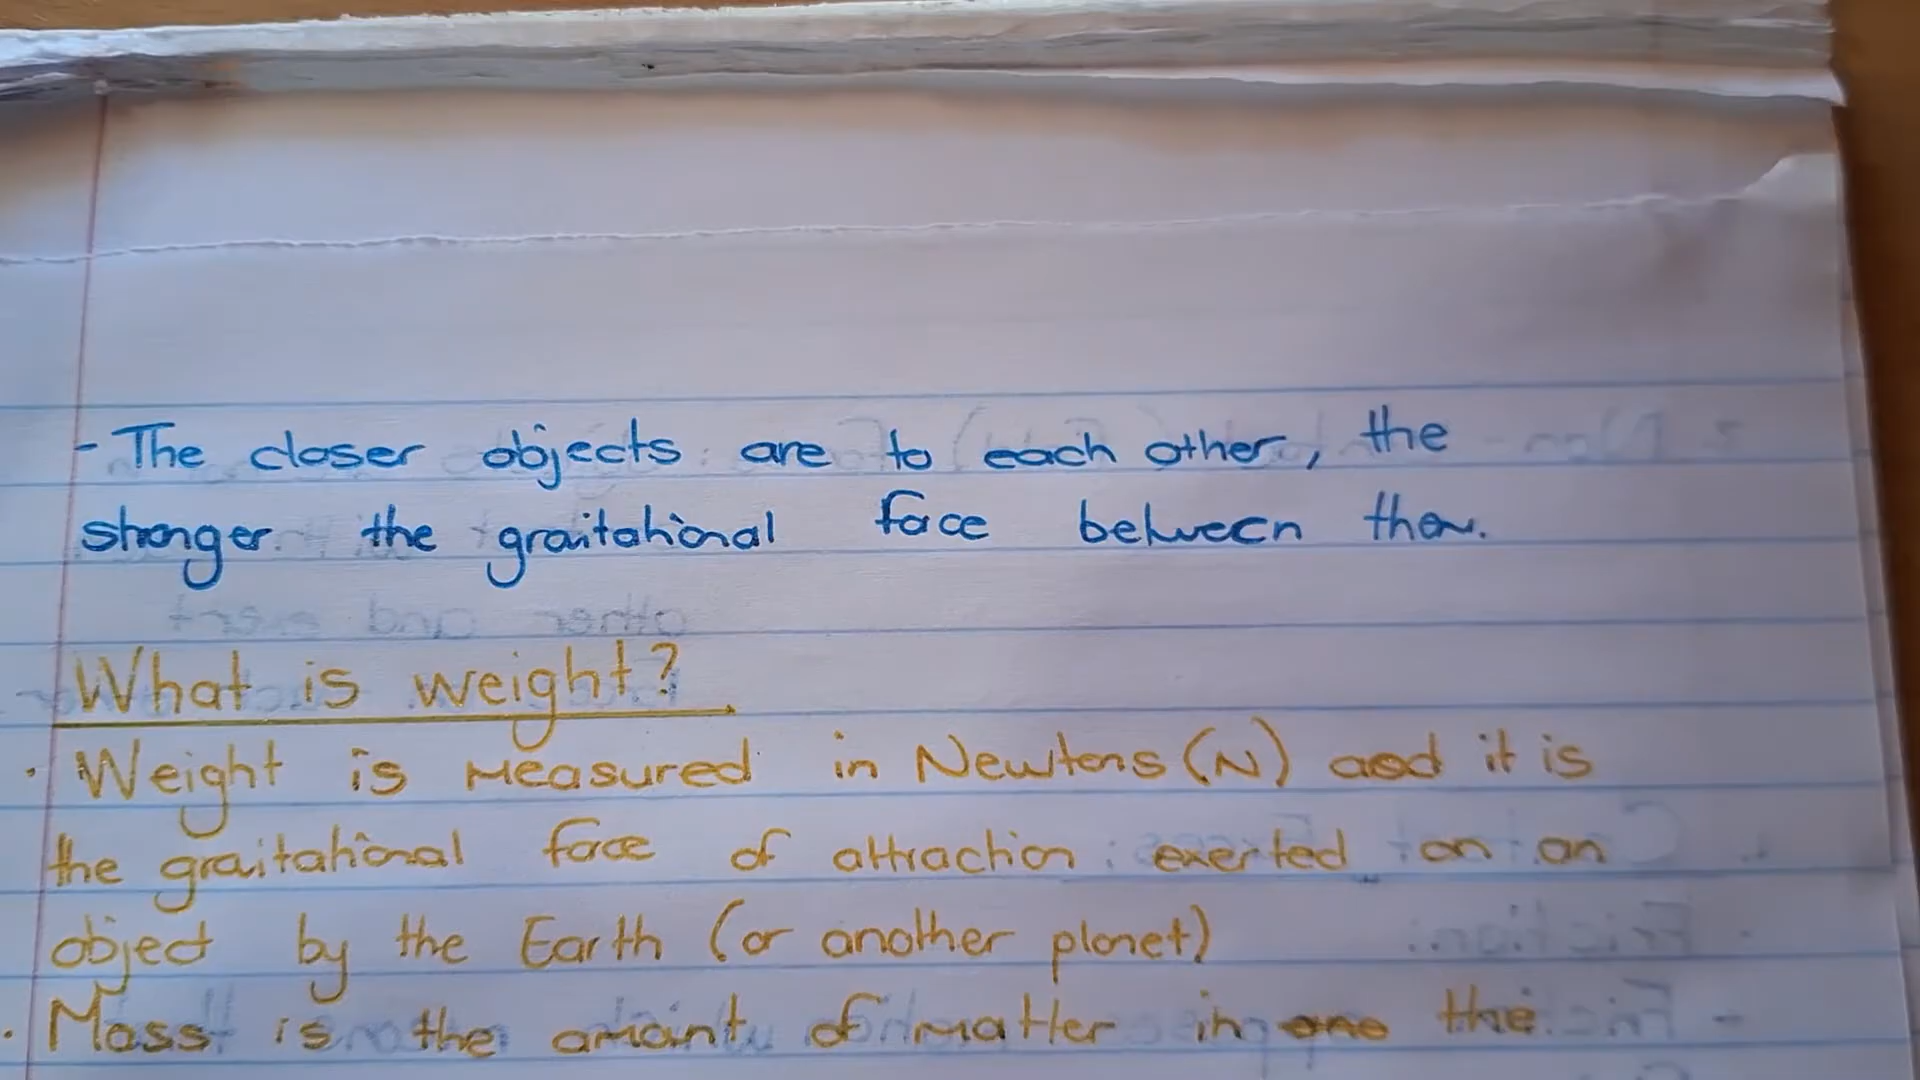 - The closer objects are to each other, the
stronger the gravitational force between them.
What is weight?
· Weight is measured in Newtons (N) and it is
the gravitational force of attraction exerted on an
object by the Earth (or another planet)
· Mass is the amount of matter in the